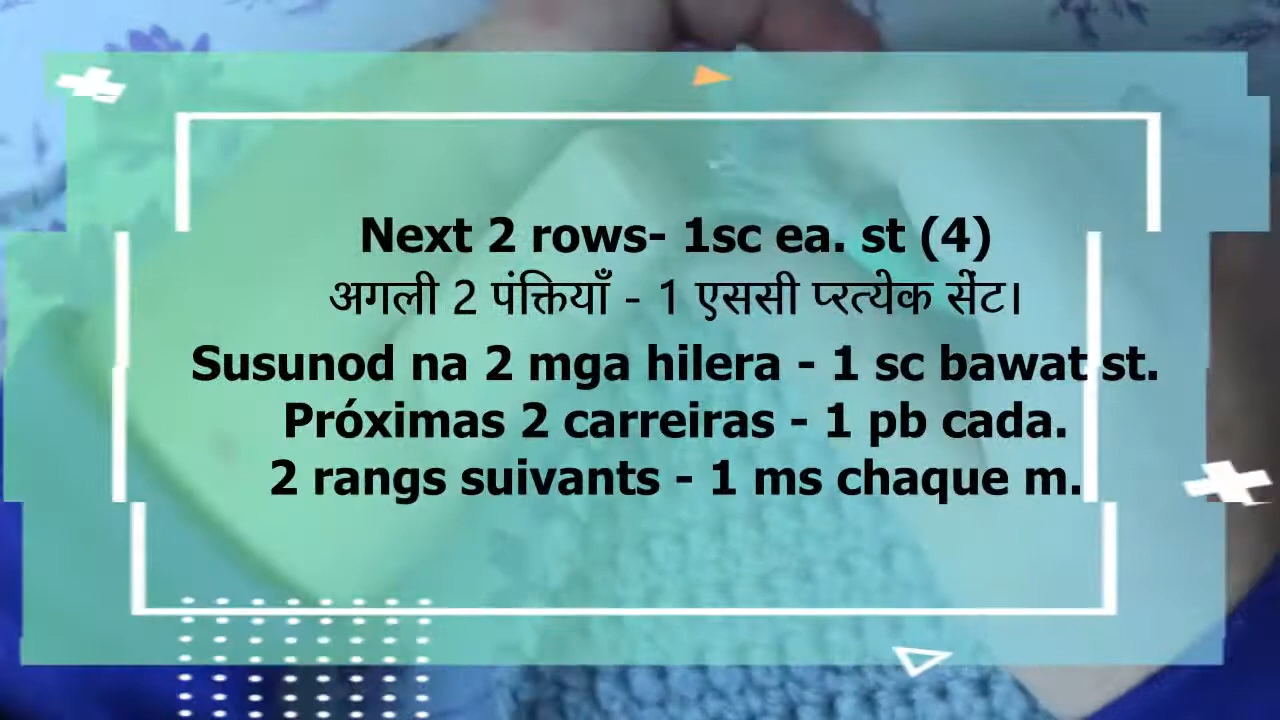 Next 2 rows- 1sc ea. st (4)
अगली 2 पंक्तियाँ - 1 एससी प्रत्येक सेंट।
Susunod na 2 mga hilera - 1 sc bawat st.
Próximas 2 carreiras - 1 pb cada.
2 rangs suivants - 1 ms chaque m.